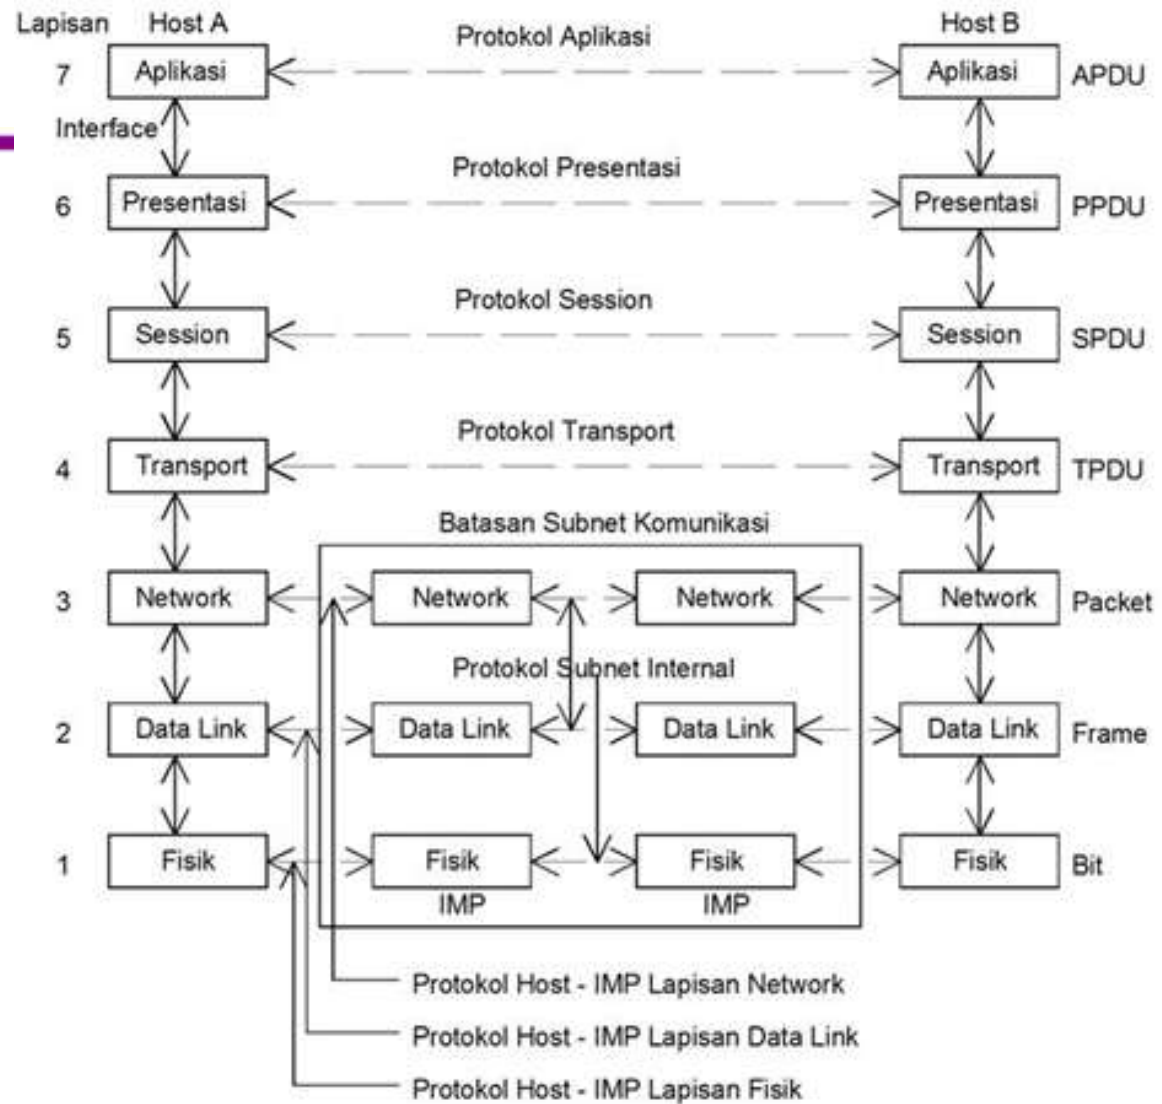 Lapisan Host A Host B
Protokol Aplikasi
7 Aplikasi Aplikasi APDU
Interface
Protokol Presentasi
6 Presentasi Presentasi PPDU
Protokol Session
5 Session Session SPDU
Protokol Transport
4 Transport Transport TPDU
Batasan Subnet Komunikasi
3 Network Network Network Network Packet
Protokol Subnet Internal
2 Data Link Data Link Data Link Data Link Frame
1 Fisik Fisik Fisik Fisik Bit
IMP IMP
Protokol Host - IMP Lapisan Network
Protokol Host - IMP Lapisan Data Link
Protokol Host - IMP Lapisan Fisik